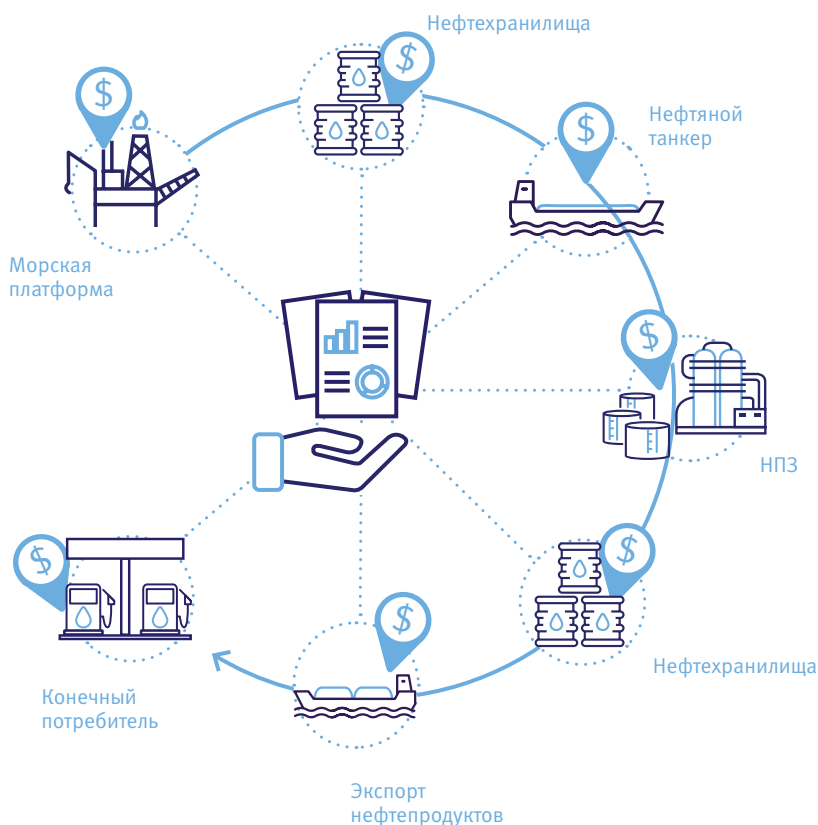 Нефтехранилища
Нефтяной
танкер
Морская
платформа
НПЗ
Нефтехранилища
Конечный
потребитель
Экспорт
нефтепродуктов
$
$
$
$
$
$
$